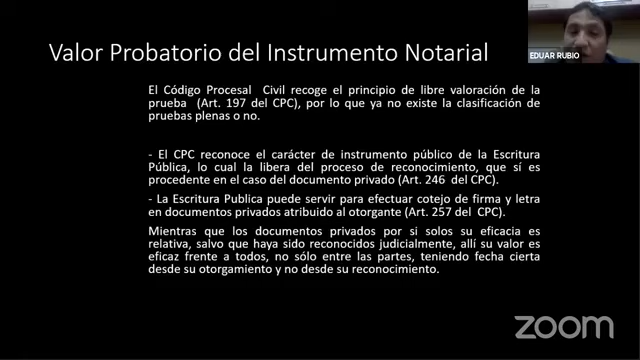 Valor Probatorio del Instrumento Notarial
EDUAR RUBIO
El Código Procesal Civil recoge el principio de libre valoración de la
prueba (Art. 197 del CPC), por lo que ya no existe la clasificación de
pruebas plenas o no.
- El CPC reconoce el carácter de instrumento público de la Escritura
Pública, lo cual la libera del proceso de reconocimiento, que sí es
procedente en el caso del documento privado (Art. 246 del CPC).
- La Escritura Publica puede servir para efectuar cotejo de firma y letra
en documentos privados atribuido al otorgante (Art. 257 del CPC).
Mientras que los documentos privados por si solos su eficacia es
relativa, salvo que haya sido reconocidos judicialmente, allí su valor es
eficaz frente a todos, no sólo entre las partes, teniendo fecha cierta
desde su otorgamiento y no desde su reconocimiento.
zoom